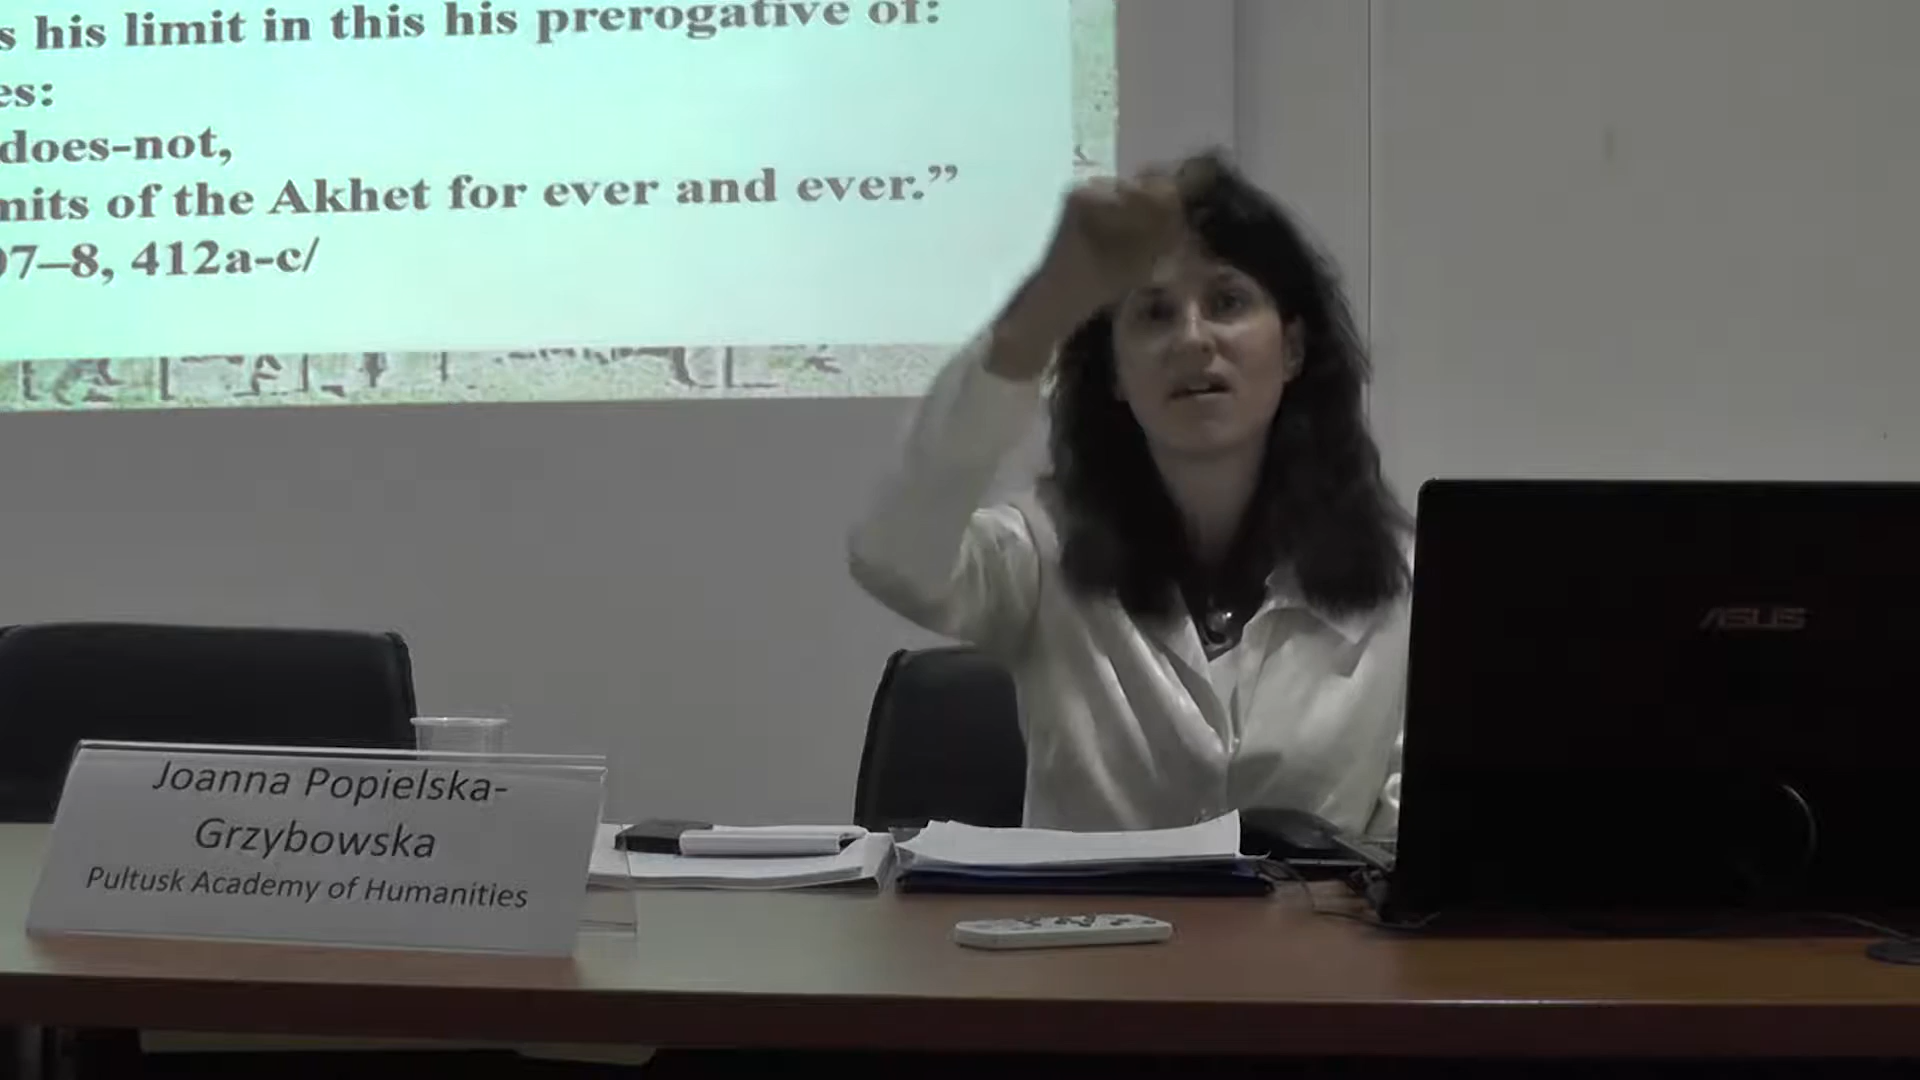 s his limit in this his prerogative of:
es:
does-not,
mits of the Akhet for ever and ever.”
07–8, 412a-c/
ASUS
Joanna Popielska-
Grzybowska
Pultusk Academy of Humanities